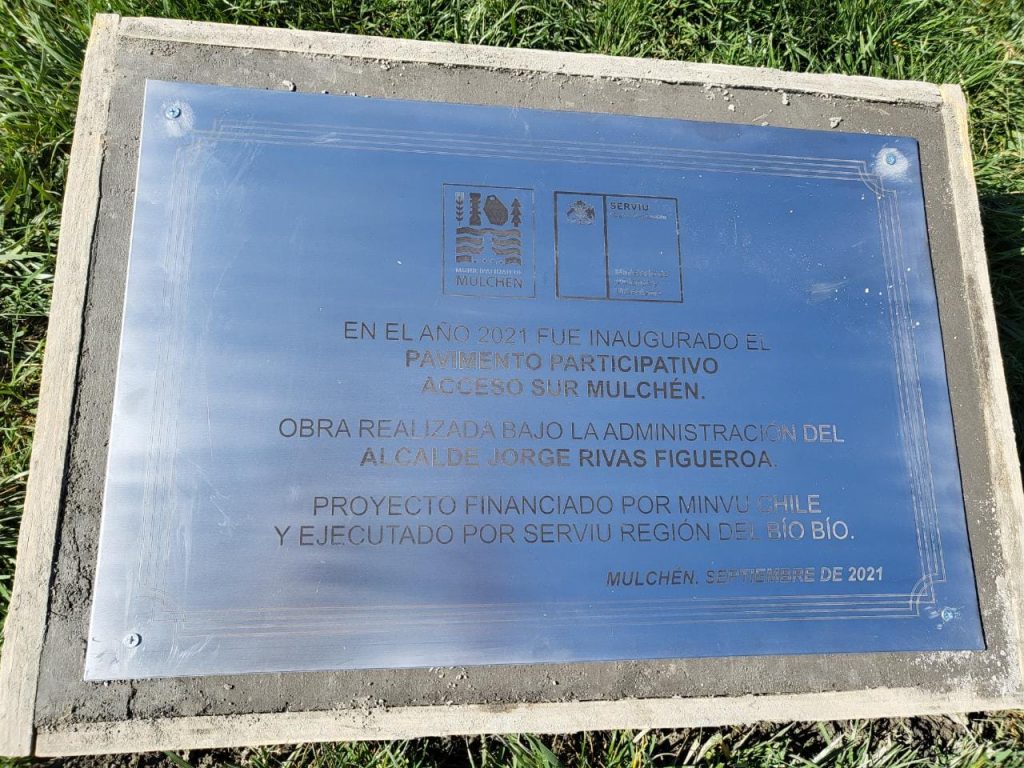 MUNICIPALIDAD DE
MULCHÉN
SERVIU
EN EL AÑO 2021 FUE INAUGURADO EL
PAVIMENTO PARTICIPATIVO
ACCESO SUR MULCHÉN.
OBRA REALIZADA BAJO LA ADMINISTRACIÓN DEL
ALCALDE JORGE RIVAS FIGUEROA.
PROYECTO FINANCIADO POR MINVU CHILE
Y EJECUTADO POR SERVIU REGIÓN DEL BÍO BÍO.
MULCHÉN. SEPTIEMBRE DE 2021